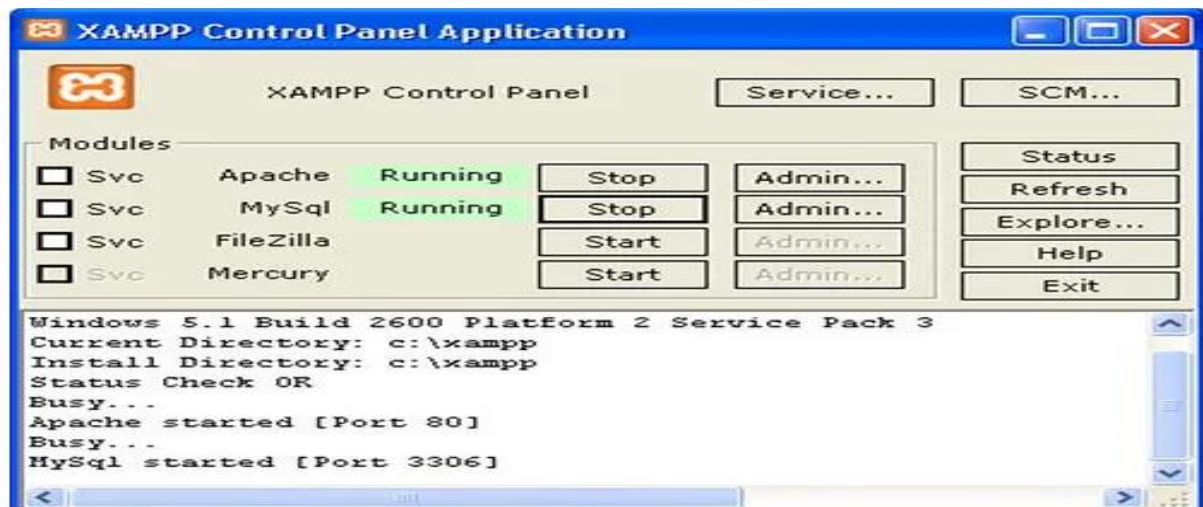 XAMPP Control Panel Application
XAMPP Control Panel Service... SCM...
Modules
Status
Svc Apache Running Stop Admin...
Refresh
Svc MySql Running Stop Admin...
Explore...
Svc FileZilla Start Admin...
Help
Svc Mercury Start Admin...
Exit
Windows 5.1 Build 2600 Platform 2 Service Pack 3
Current Directory: c:\xampp
Install Directory: c:\xampp
Status Check OK
Busy...
Apache started [Port 80]
Busy...
MySql started [Port 3306]